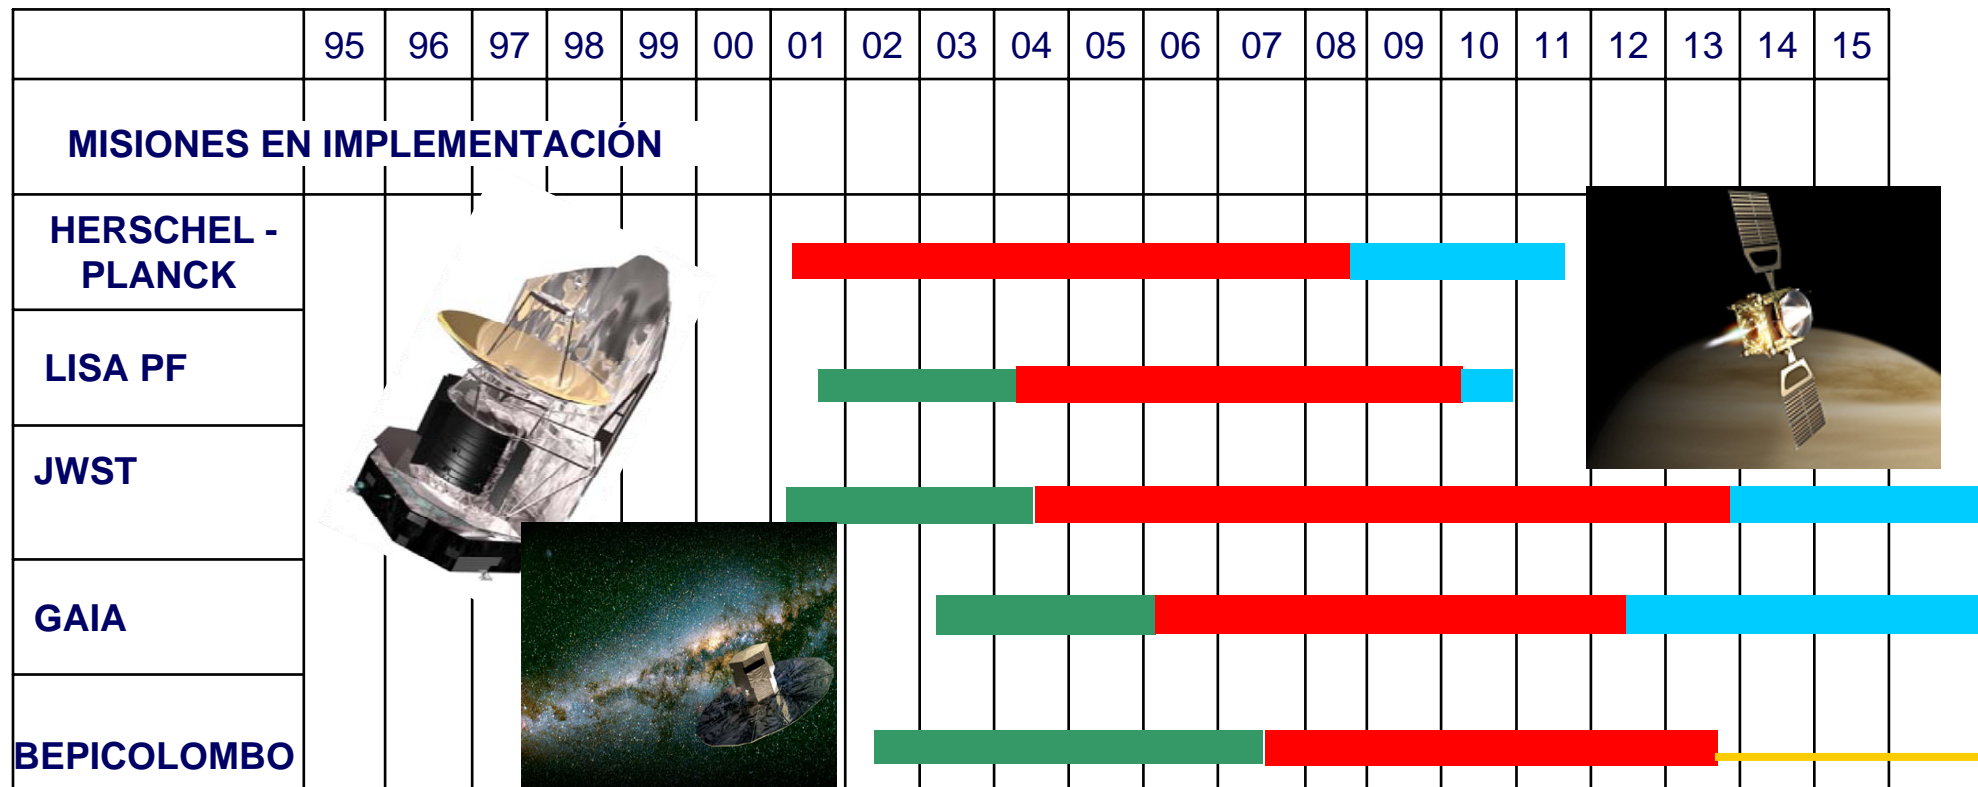 95 96 97 98 99 00 01 02 03 04 05 06 07 08 09 10 11 12 13 14 15
MISIONES EN IMPLEMENTACIÓN
HERSCHEL -
PLANCK
LISA PF
JWST
GAIA
BEPICOLOMBO